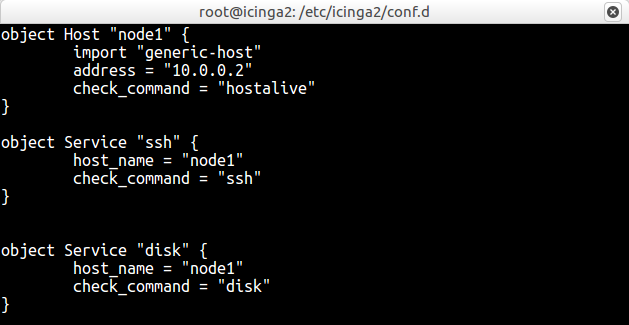 root@icinga2: /etc/icinga2/conf.d
object Host "node1" {
        import "generic-host"
        address = "10.0.0.2"
        check_command = "hostalive"
}

object Service "ssh" {
        host_name = "node1"
        check_command = "ssh"
}


object Service "disk" {
        host_name = "node1"
        check_command = "disk"
}